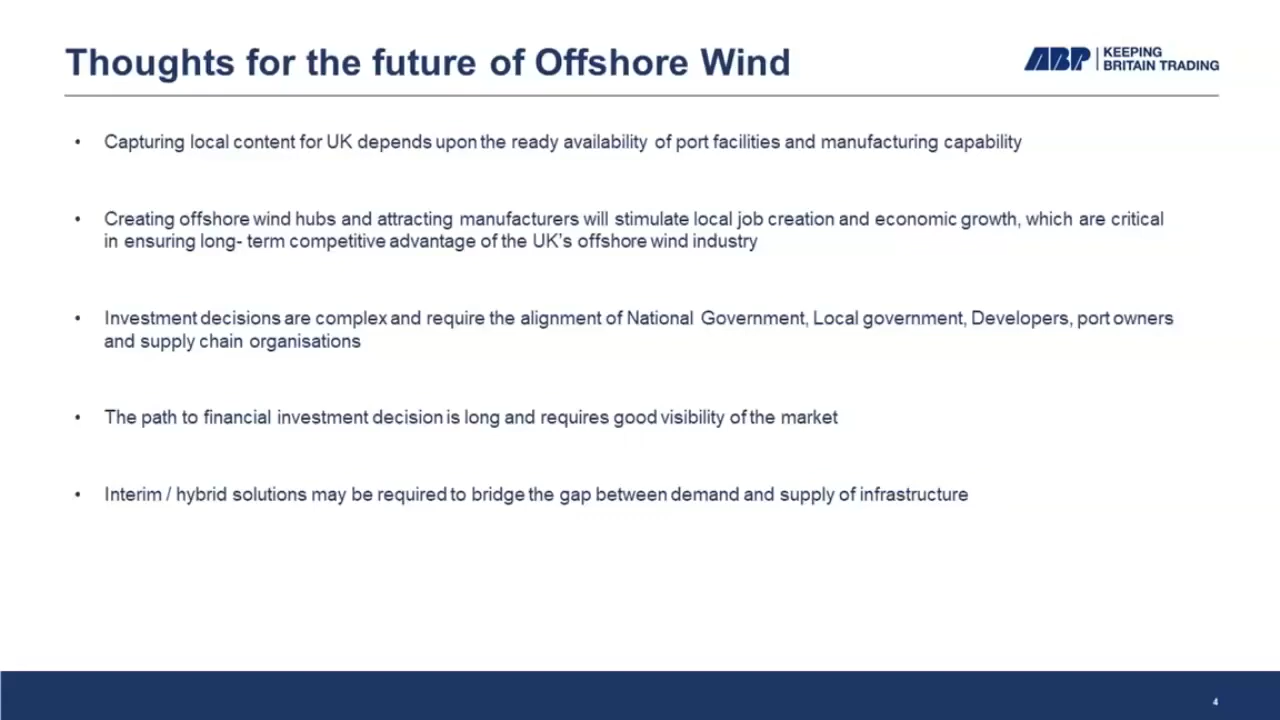 Thoughts for the future of Offshore Wind
ABP KEEPING
BRITAIN TRADING
• Capturing local content for UK depends upon the ready availability of port facilities and manufacturing capability
• Creating offshore wind hubs and attracting manufacturers will stimulate local job creation and economic growth, which are critical
in ensuring long- term competitive advantage of the UK's offshore wind industry
• Investment decisions are complex and require the alignment of National Government, Local government, Developers, port owners
and supply chain organisations
• The path to financial investment decision is long and requires good visibility of the market
• Interim / hybrid solutions may be required to bridge the gap between demand and supply of infrastructure
4